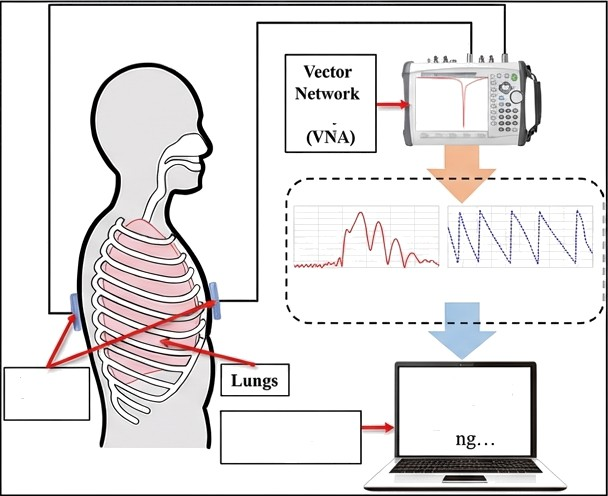 Vector
Network
-
(VNA)
Lungs
ng...